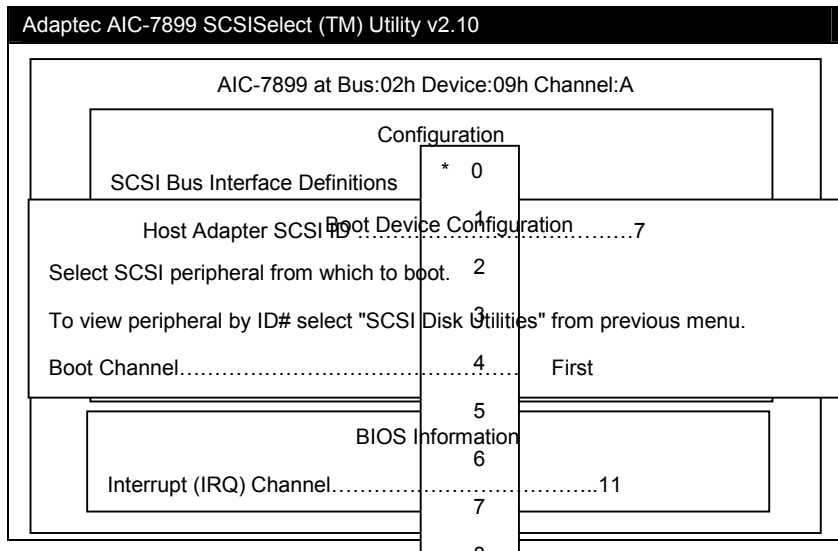 Adaptec AIC-7899 SCSISelect (TM) Utility v2.10
AIC-7899 at Bus:02h Device:09h Channel:A
Configuration
SCSI Bus Interface Definitions
* 0
Boot Device Configuration
1
Host Adapter SCSI ID ……………………………………7
Select SCSI peripheral from which to boot.
2
To view peripheral by ID# select "SCSI Disk Utilities" from previous menu.
3
Boot Channel………………………………………… First
4
5
BIOS Information
6
Interrupt (IRQ) Channel………………………………..11
7